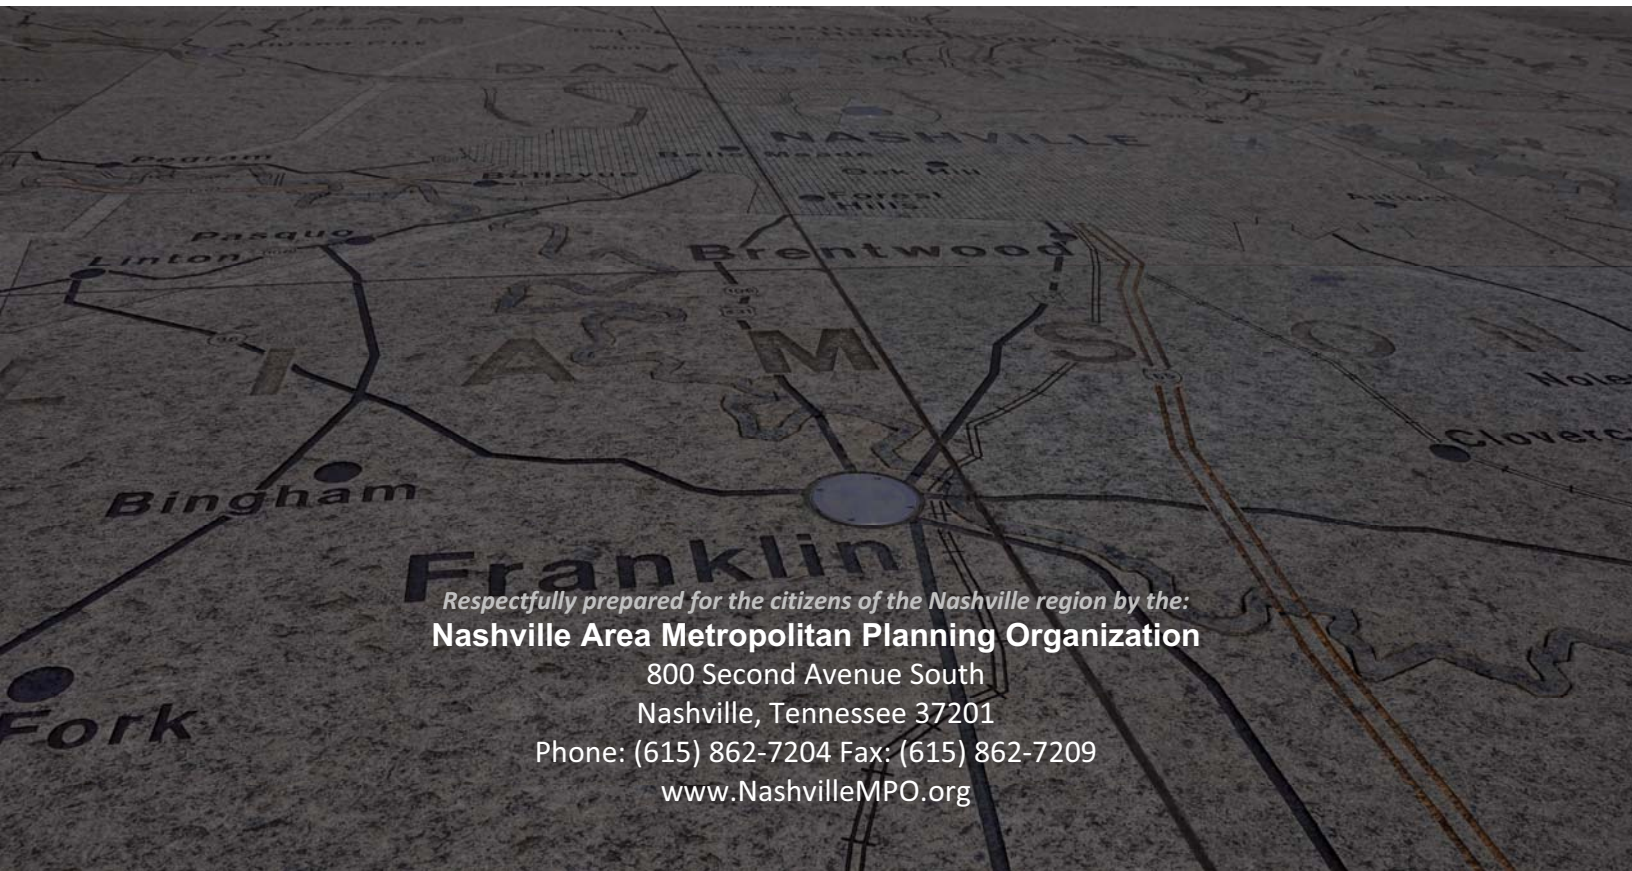 NASHVILLE
Pegram
Belle Meade
Bellevue
Oak Hill
Forest
Hills
Antioch
Pasquo
Linton
Brentwood
I A M S O N
Bingham
Franklin
Respectfully prepared for the citizens of the Nashville region by the:
Nashville Area Metropolitan Planning Organization
800 Second Avenue South
Nashville, Tennessee 37201
Fork
Phone: (615) 862-7204 Fax: (615) 862-7209
www.NashvilleMPO.org